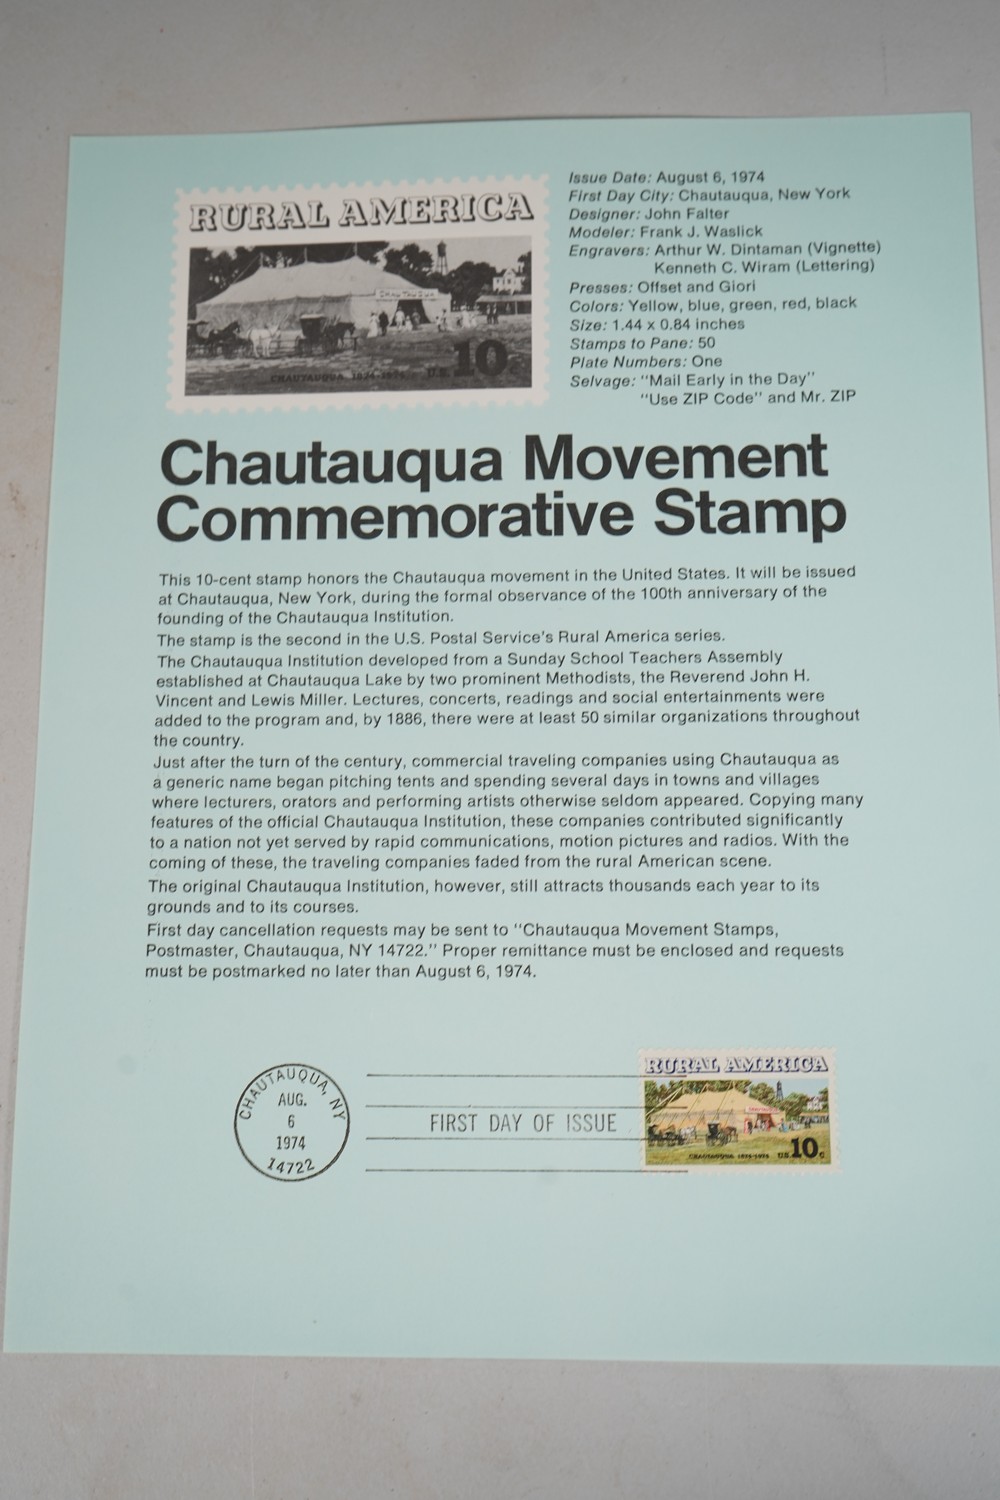 RURAL AMERICA
CHAUTAUQUA
CHAUTAUQUA 1874-1974 U.S. 10c
Issue Date: August 6, 1974
First Day City: Chautauqua, New York
Designer: John Falter
Modeler: Frank J. Waslick
Engravers: Arthur W. Dintaman (Vignette)
Kenneth C. Wiram (Lettering)
Presses: Offset and Giori
Colors: Yellow, blue, green, red, black
Size: 1.44 x 0.84 inches
Stamps to Pane: 50
Plate Numbers: One
Selvage: "Mail Early in the Day"
"Use ZIP Code" and Mr. ZIP
Chautauqua Movement
Commemorative Stamp
This 10-cent stamp honors the Chautauqua movement in the United States. It will be issued
at Chautauqua, New York, during the formal observance of the 100th anniversary of the
founding of the Chautauqua Institution.
The stamp is the second in the U.S. Postal Service's Rural America series.
The Chautauqua Institution developed from a Sunday School Teachers Assembly
established at Chautauqua Lake by two prominent Methodists, the Reverend John H.
Vincent and Lewis Miller. Lectures, concerts, readings and social entertainments were
added to the program and, by 1886, there were at least 50 similar organizations throughout
the country.
Just after the turn of the century, commercial traveling companies using Chautauqua as
a generic name began pitching tents and spending several days in towns and villages
where lecturers, orators and performing artists otherwise seldom appeared. Copying many
features of the official Chautauqua Institution, these companies contributed significantly
to a nation not yet served by rapid communications, motion pictures and radios. With the
coming of these, the traveling companies faded from the rural American scene.
The original Chautauqua Institution, however, still attracts thousands each year to its
grounds and to its courses.
First day cancellation requests may be sent to "Chautauqua Movement Stamps,
Postmaster, Chautauqua, NY 14722." Proper remittance must be enclosed and requests
must be postmarked no later than August 6, 1974.
CHAUTAUQUA, NY
AUG.
6
1974
14722
FIRST DAY OF ISSUE
RURAL AMERICA
CHAUTAUQUA 1874-1974 U.S. 10c